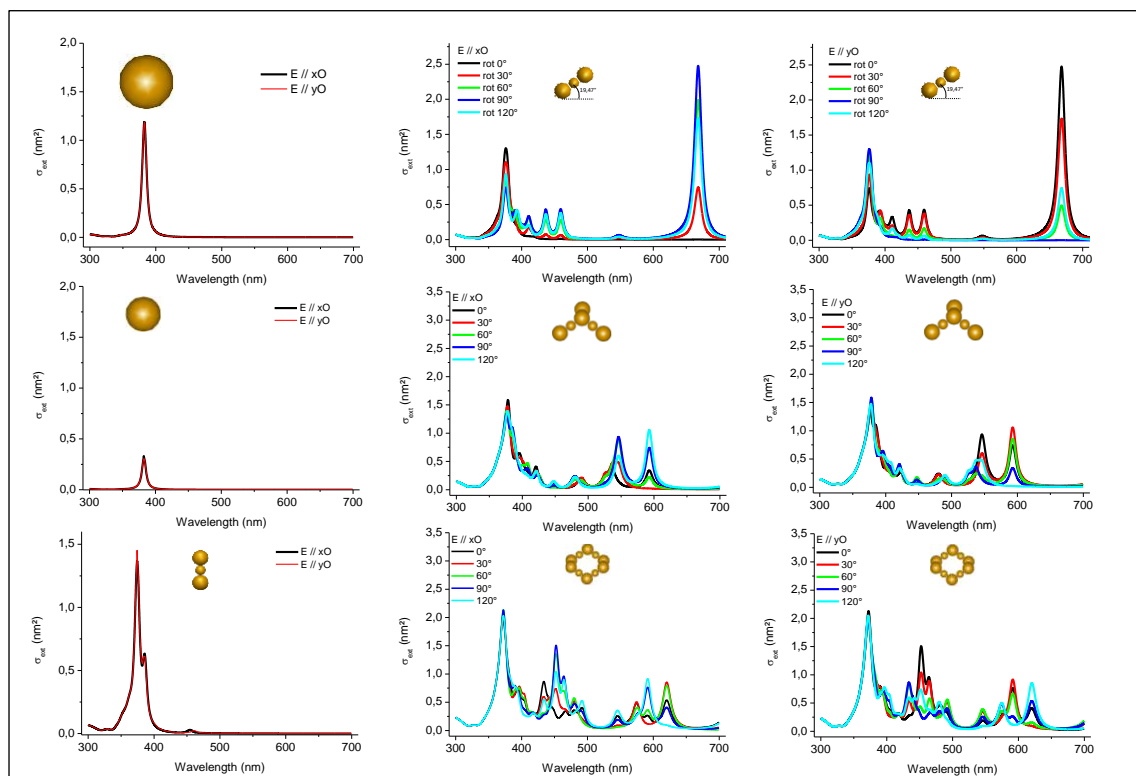 2,0
1,5
1,0
0,5
0,0
300 400 500 600 700
σext (nm²)
Wavelength (nm)
E // xO
E // yO
E // xO
rot 0°
rot 30°
rot 60°
rot 90°
rot 120°
19,47°
2,5
2,0
1,5
1,0
0,5
0,0
300 400 500 600 700
σext (nm²)
Wavelength (nm)
E // yO
rot 0°
rot 30°
rot 60°
rot 90°
rot 120°
19,47°
2,5
2,0
1,5
1,0
0,5
0,0
300 400 500 600 700
σext (nm²)
Wavelength (nm)
2,0
1,5
1,0
0,5
0,0
300 400 500 600 700
σext (nm²)
Wavelength (nm)
E // xO
E // yO
E // xO
0°
30°
60°
90°
120°
3,5
3,0
2,5
2,0
1,5
1,0
0,5
0,0
300 400 500 600 700
σext (nm²)
Wavelength (nm)
E // yO
0°
30°
60°
90°
120°
3,5
3,0
2,5
2,0
1,5
1,0
0,5
0,0
300 400 500 600 700
σext (nm²)
Wavelength (nm)
1,5
1,0
0,5
0,0
300 400 500 600 700
σext (nm²)
Wavelength (nm)
E // xO
E // yO
E // xO
0°
30°
60°
90°
120°
3,5
3,0
2,5
2,0
1,5
1,0
0,5
0,0
300 400 500 600 700
σext (nm²)
Wavelength (nm)
E // yO
0°
30°
60°
90°
120°
3,5
3,0
2,5
2,0
1,5
1,0
0,5
0,0
300 400 500 600 700
σext (nm²)
Wavelength (nm)